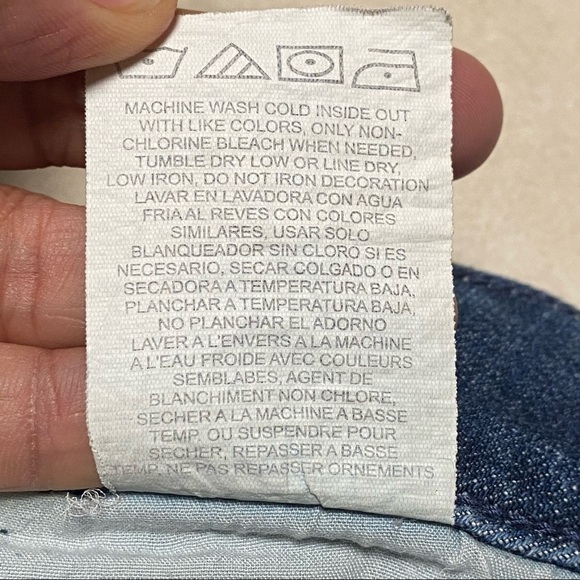 MACHINE WASH COLD INSIDE OUT
WITH LIKE COLORS, ONLY NON-
CHLORINE BLEACH WHEN NEEDED,
TUMBLE DRY LOW OR LINE DRY,
LOW IRON, DO NOT IRON DECORATION
LAVAR EN LAVADORA CON AGUA
FRIA AL REVES CON COLORES
SIMILARES, USAR SOLO
BLANQUEADOR SIN CLORO SI ES
NECESARIO, SECAR COLGADO O EN
SECADORA A TEMPERATURA BAJA,
PLANCHAR A TEMPERATURA BAJA,
NO PLANCHAR EL ADORNO
LAVER A L'ENVERS A LA MACHINE
A L'EAU FROIDE AVEC COULEURS
SEMBLABES, AGENT DE
BLANCHIMENT NON CHLORE,
SECHER A LA MACHINE A BASSE
TEMP. OU SUSPENDRE POUR
SECHER, REPASSER A BASSE
TEMP. NE PAS REPASSER ORNEMENTS